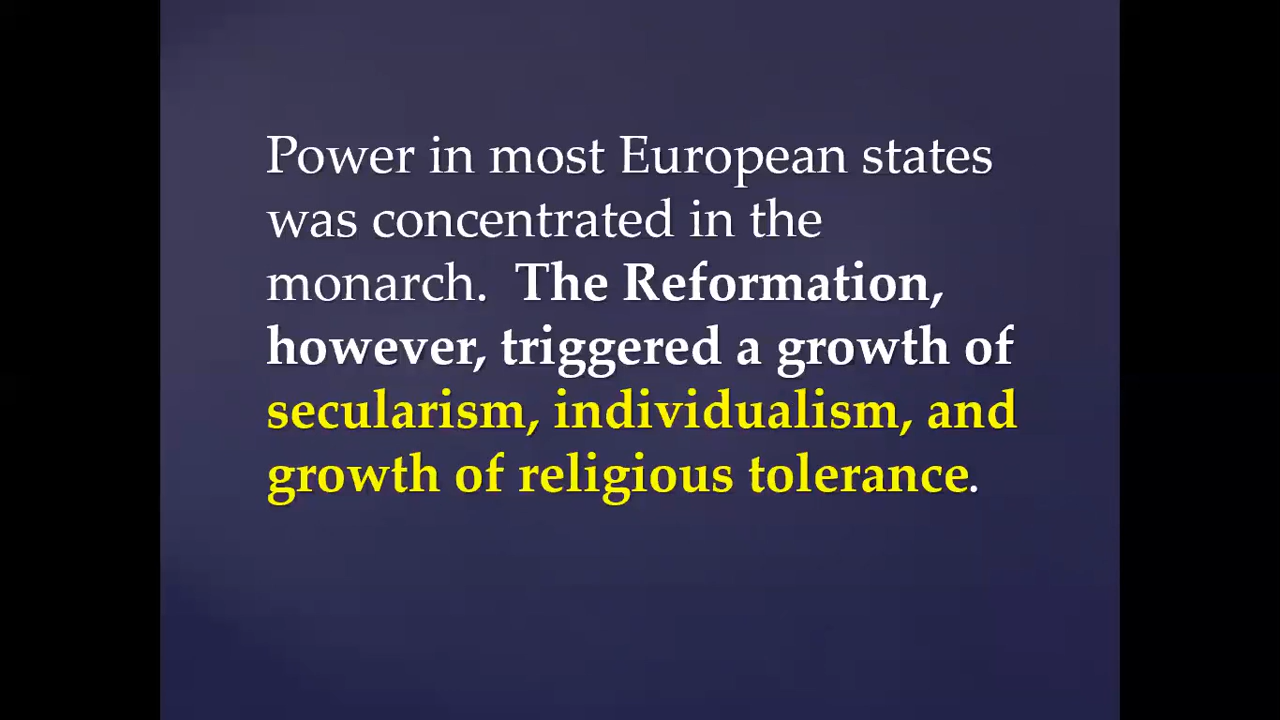 Power in most European states
was concentrated in the
monarch.  The Reformation,
however, triggered a growth of
secularism, individualism, and
growth of religious tolerance.